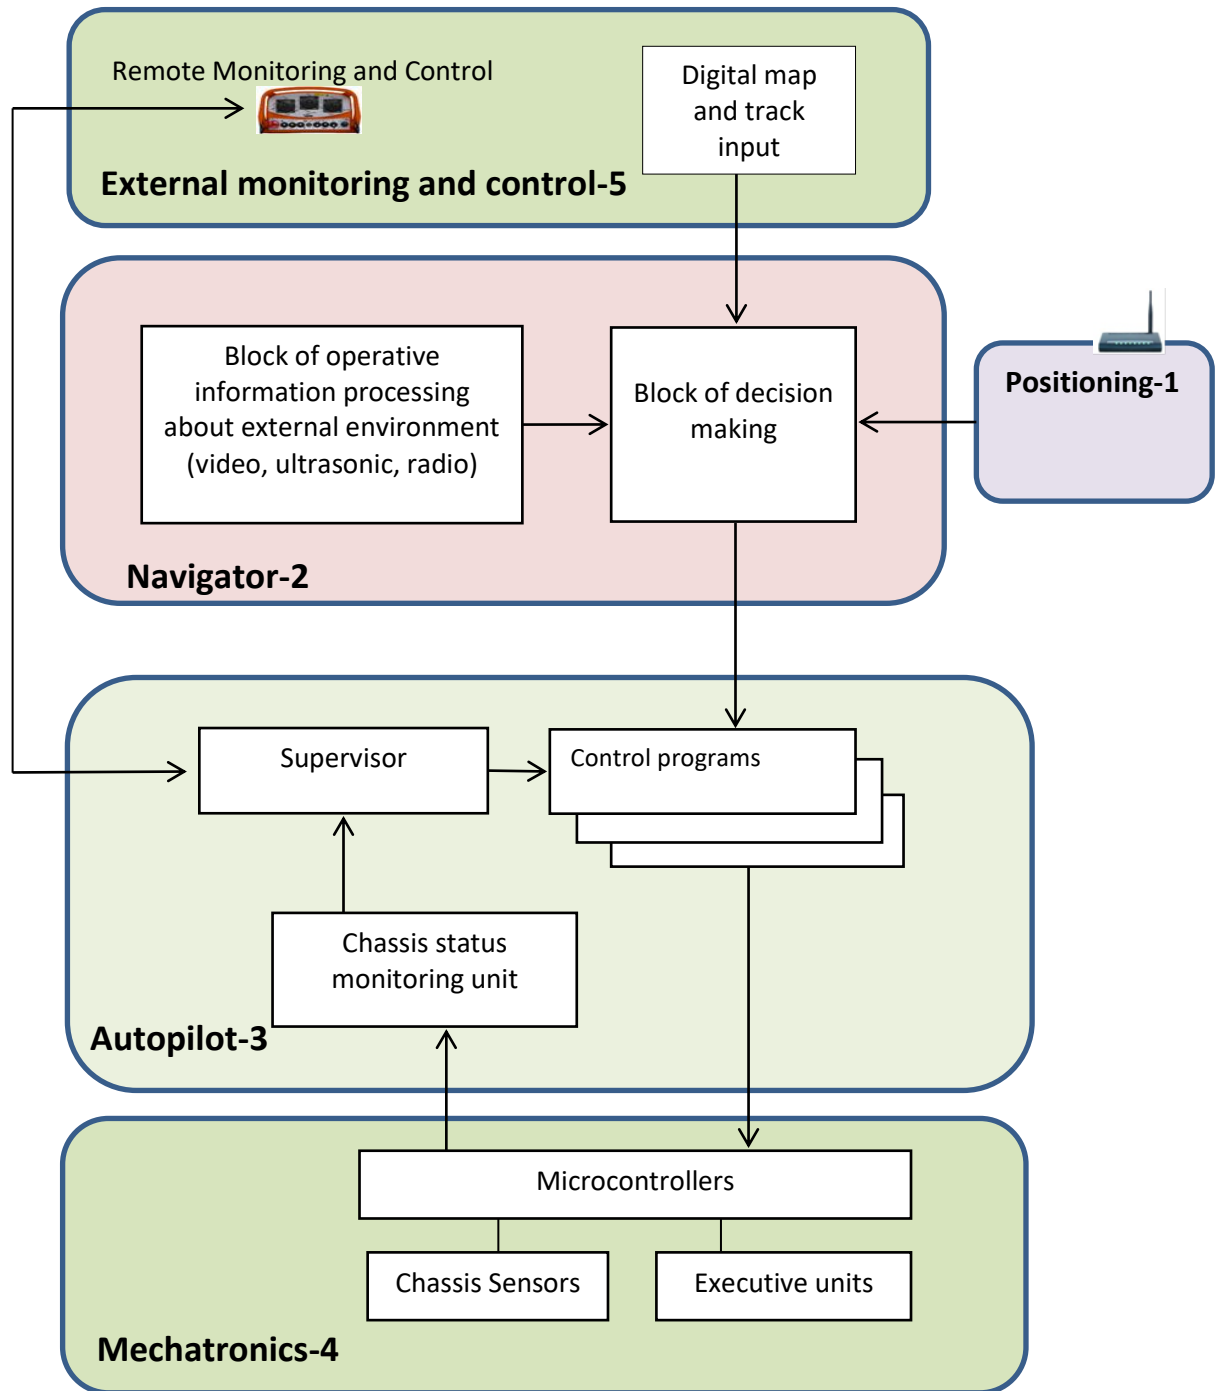 Remote Monitoring and Control
Digital map
and track
input
External monitoring and control-5
Block of operative
information processing
about external environment
(video, ultrasonic, radio)
Block of decision
making
Positioning-1
Navigator-2
Supervisor
Control programs
Chassis status
monitoring unit
Autopilot-3
Microcontrollers
Chassis Sensors
Executive units
Mechatronics-4